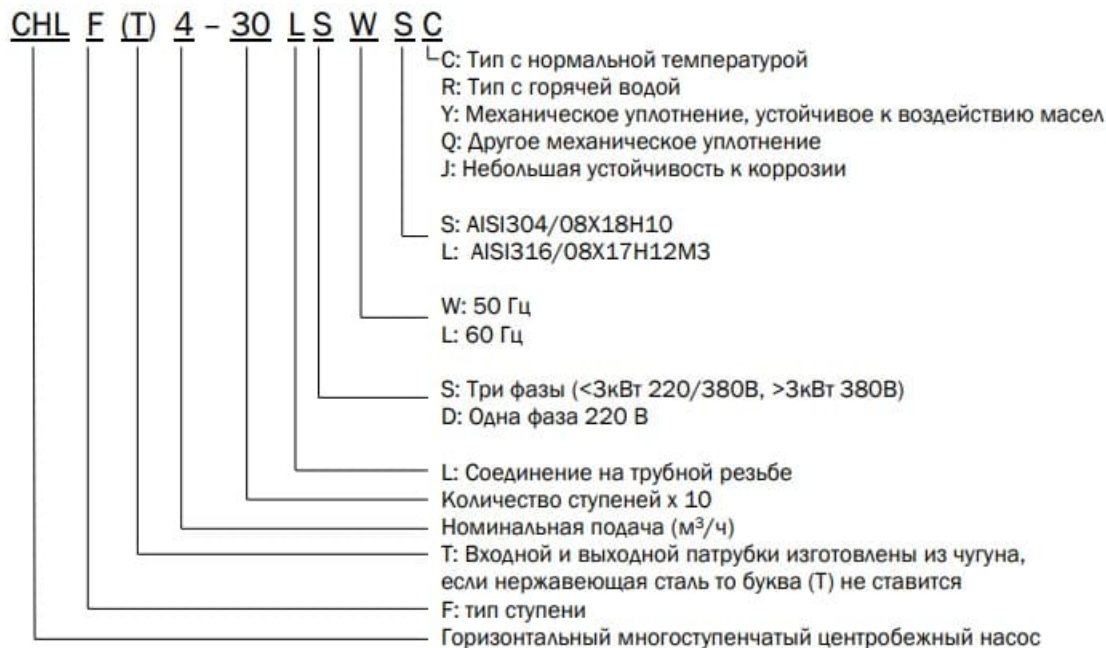 CHL F (T) 4 – 30 L S W S C
C: Тип с нормальной температурой
R: Тип с горячей водой
Y: Механическое уплотнение, устойчивое к воздействию масел
Q: Другое механическое уплотнение
J: Небольшая устойчивость к коррозии
S: AISI304/08X18H10
L: AISI316/08X17H12M3
W: 50 Гц
L: 60 Гц
S: Три фазы (<3кВт 220/380В, >3кВт 380В)
D: Одна фаза 220 В
L: Соединение на трубной резьбе
Количество ступеней x 10
Номинальная подача (м³/ч)
T: Входной и выходной патрубки изготовлены из чугуна,
если нержавеющая сталь то буква (Т) не ставится
F: тип ступени
Горизонтальный многоступенчатый центробежный насос